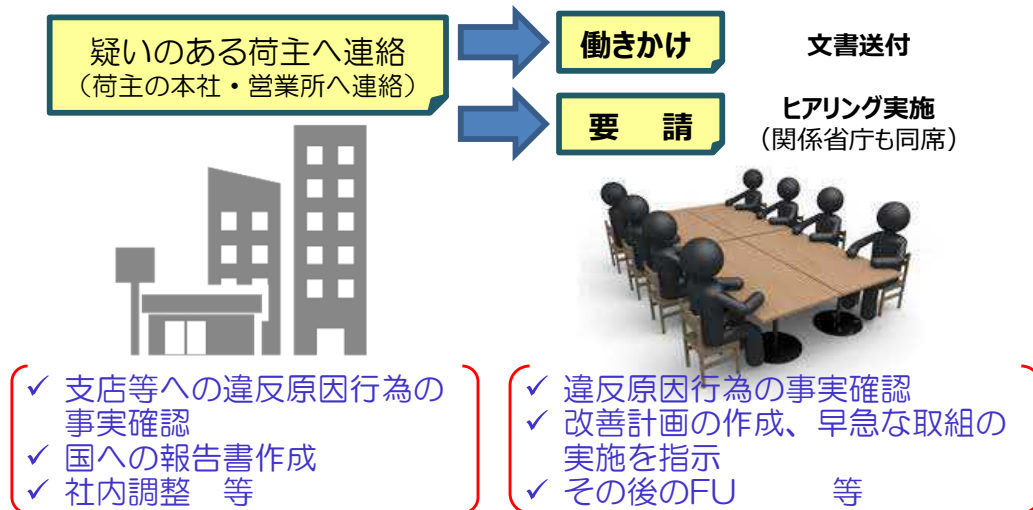 疑いのある荷主へ連絡
（荷主の本社・営業所へ連絡）
働きかけ
文書送付
要　請
ヒアリング実施
（関係省庁も同席）
✓ 支店等への違反原因行為の
事実確認
✓ 国への報告書作成
✓ 社内調整　等
✓ 違反原因行為の事実確認
✓ 改善計画の作成、早急な取組の
実施を指示
✓ その後のFU　　　等